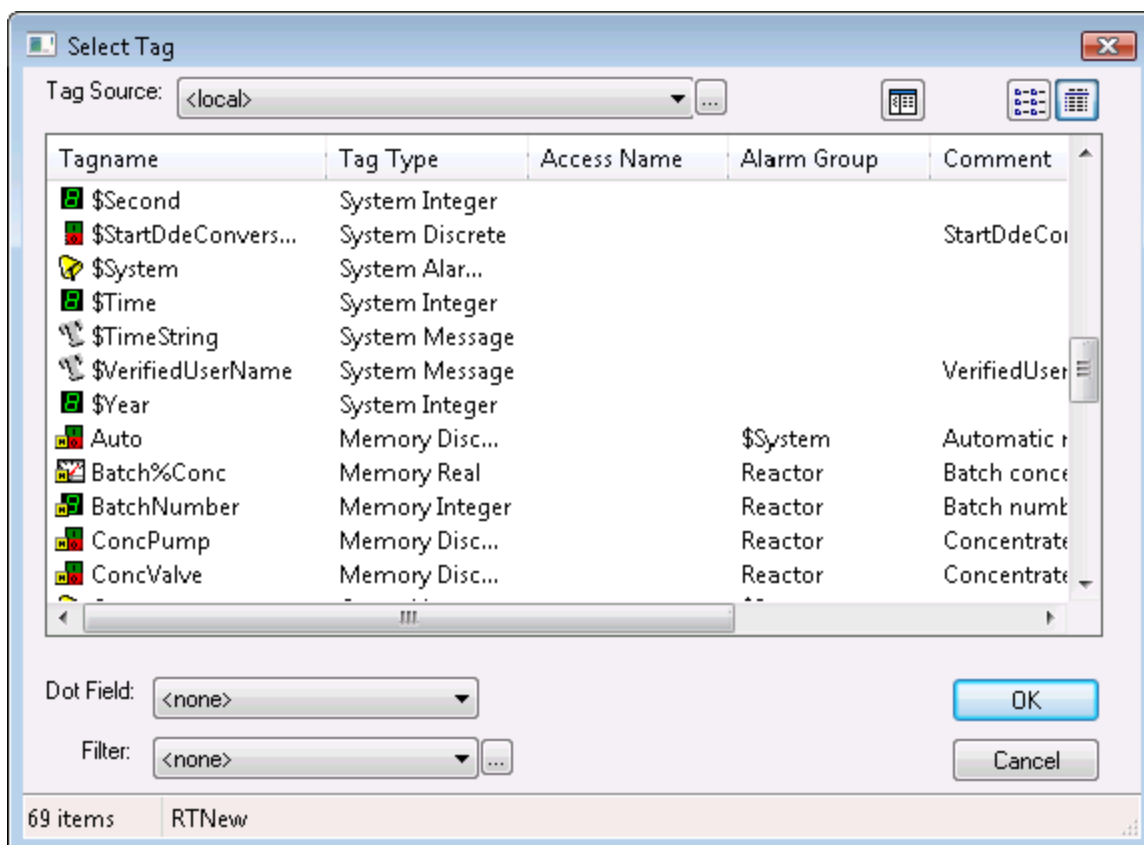 Select Tag
Tag Source: <local> ...
Tagname Tag Type Access Name Alarm Group Comment
$Second System Integer
$StartDdeConvers... System Discrete StartDdeCo
$System System Alar...
$Time System Integer
$TimeString System Message
$VerifiedUserName System Message VerifiedUser
$Year System Integer
Auto Memory Disc... $System Automatic
Batch%Conc Memory Real Reactor Batch conce
BatchNumber Memory Integer Reactor Batch numb
ConcPump Memory Disc... Reactor Concentrate
ConcValve Memory Disc... Reactor Concentrate
Dot Field: <none> OK
Filter: <none> ... Cancel
69 items RTNew